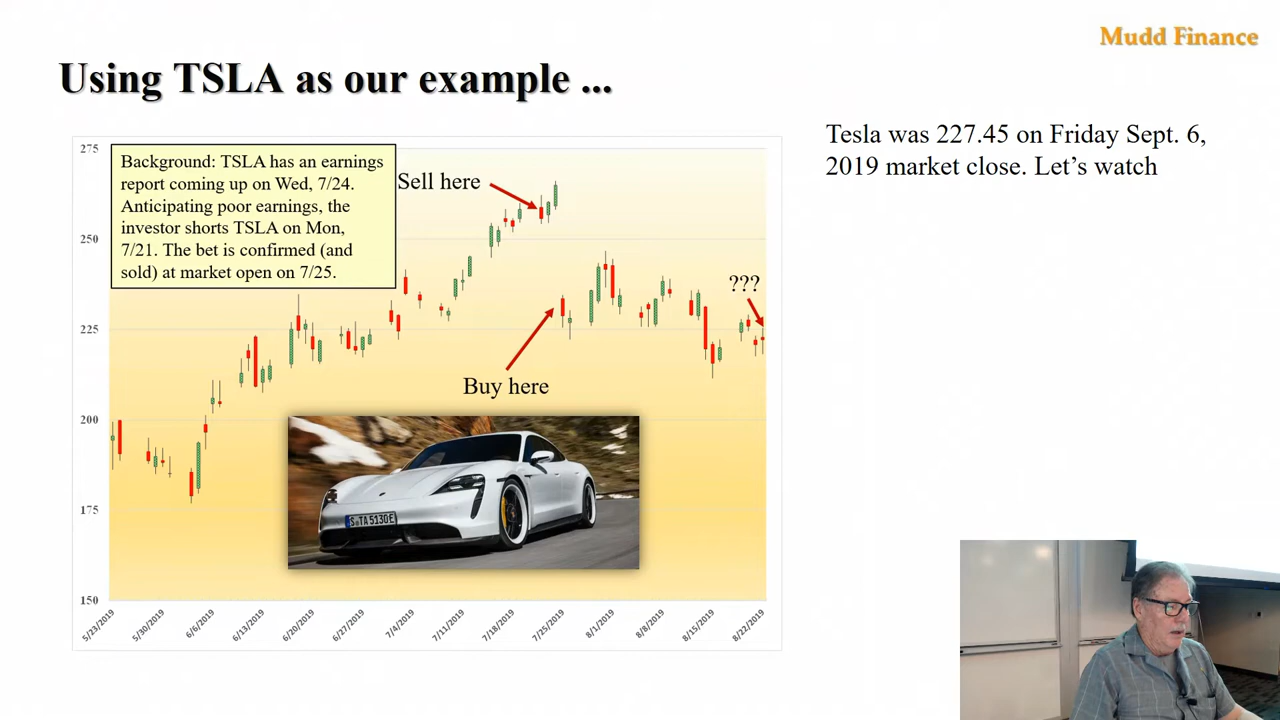 Mudd Finance
Using TSLA as our example ...
Tesla was 227.45 on Friday Sept. 6,
2019 market close. Let’s watch
Background: TSLA has an earnings
report coming up on Wed, 7/24.
Anticipating poor earnings, the
investor shorts TSLA on Mon,
7/21. The bet is confirmed (and
sold) at market open on 7/25.
Sell here
???
Buy here
275
250
225
200
175
150
S TA 5130E
5/23/2019
5/30/2019
6/6/2019
6/13/2019
6/20/2019
6/27/2019
7/4/2019
7/11/2019
7/18/2019
7/25/2019
8/1/2019
8/8/2019
8/15/2019
8/22/2019